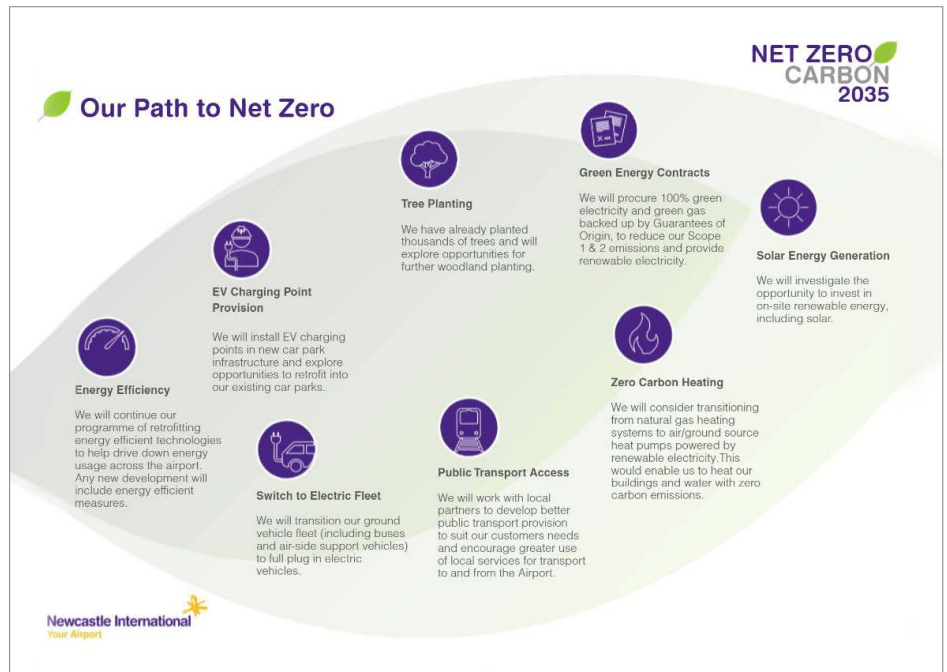 NET ZERO
CARBON
2035
Our Path to Net Zero
Green Energy Contracts
We will procure 100% green
electricity and green gas
backed up by Guarantees of
Origin, to reduce our Scope
1 & 2 emissions and provide
renewable electricity.
Tree Planting
We have already planted
thousands of trees and will
explore opportunities for
further woodland planting.
Solar Energy Generation
We will investigate the
opportunity to invest in
on-site renewable energy,
including solar.
EV Charging Point
Provision
We will install EV charging
points in new car park
infrastructure and explore
opportunities to retrofit into
our existing car parks.
Energy Efficiency
We will continue our
programme of retrofitting
energy efficient technologies
to help drive down energy
usage across the airport.
Any new development will
include energy efficient
measures.
Zero Carbon Heating
We will consider transitioning
from natural gas heating
systems to air/ground source
heat pumps powered by
renewable electricity.This
would enable us to heat our
buildings and water with zero
carbon emissions.
Switch to Electric Fleet
We will transition our ground
vehicle fleet (including buses
and air-side support vehicles)
to full plug in electric
vehicles.
Public Transport Access
We will work with local
partners to develop better
public transport provision
to suit our customers needs
and encourage greater use
of local services for transport
to and from the Airport.
Newcastle International
Your Airport